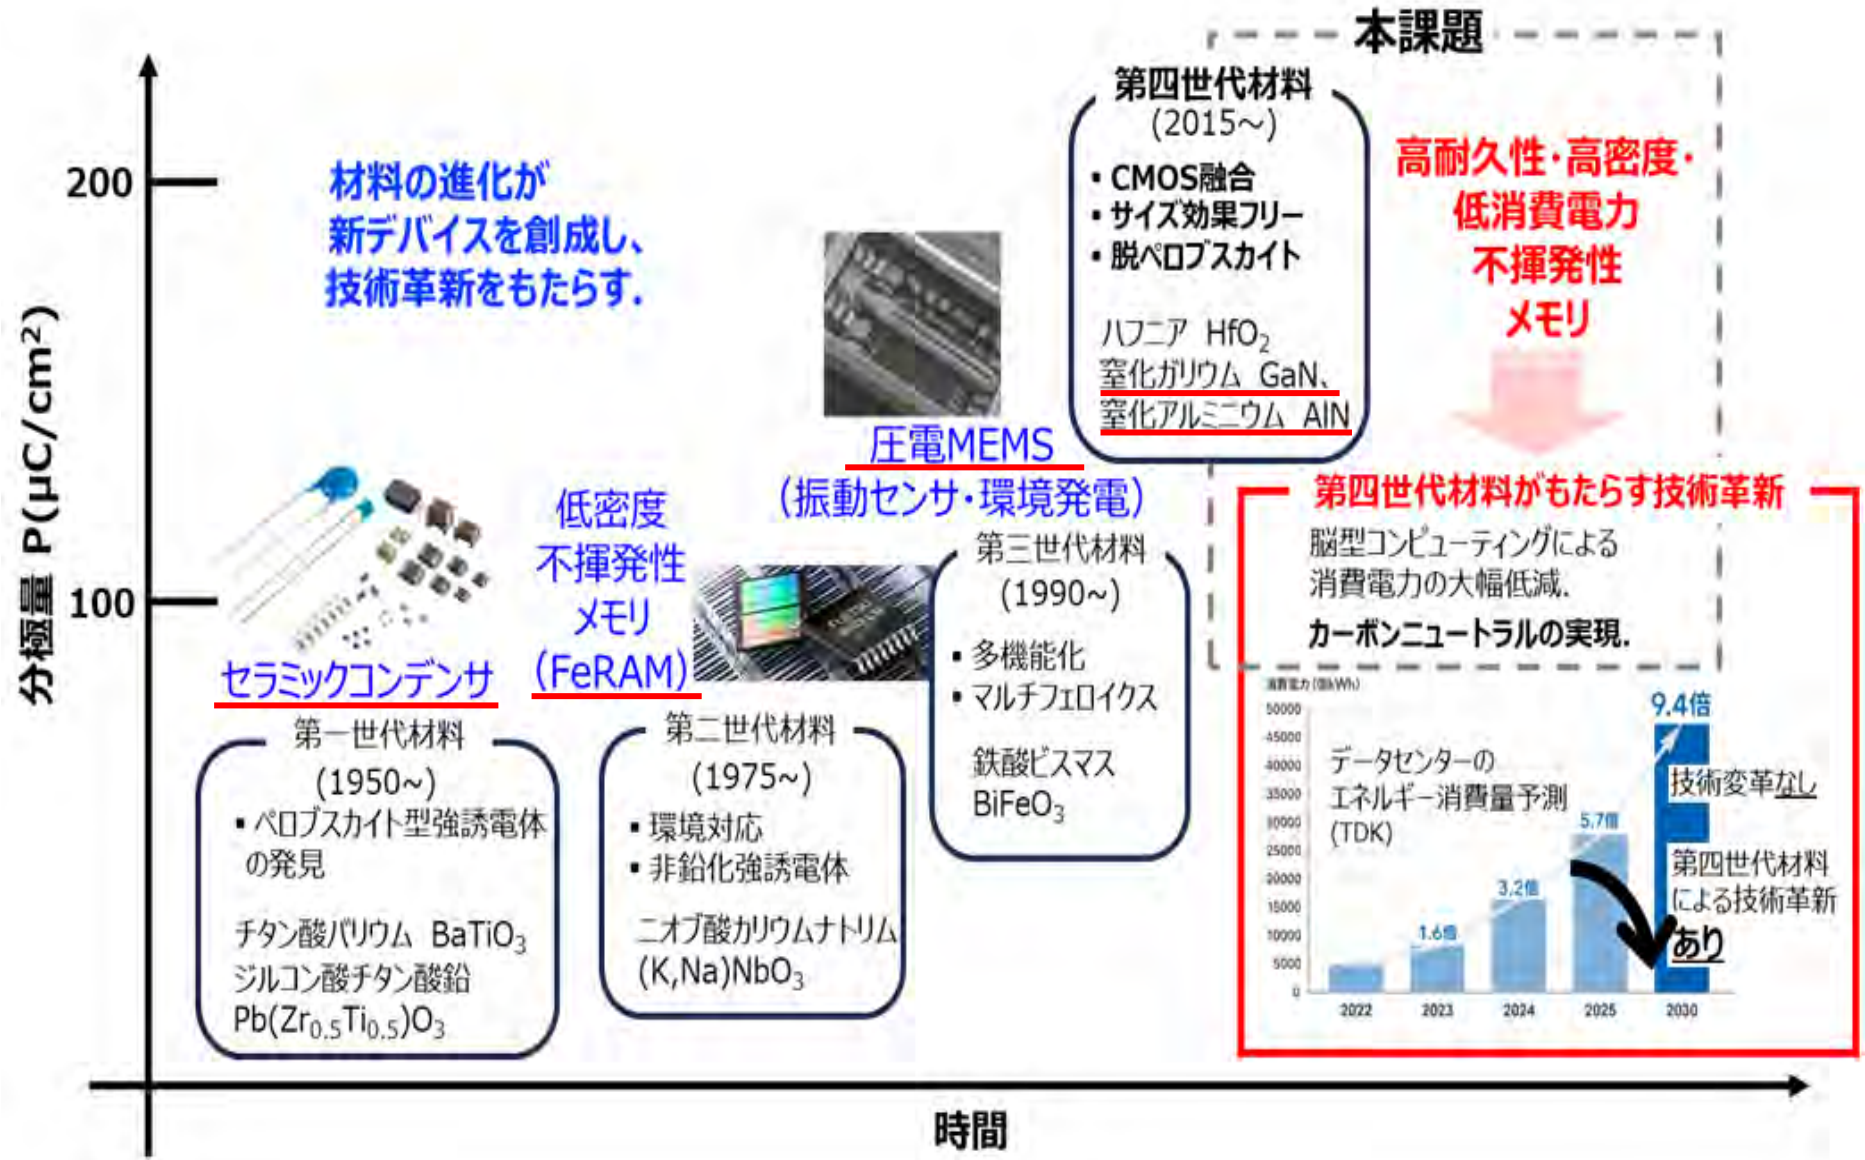 本課題
第四世代材料
(2015～)
▪ CMOS融合
▪ サイズ効果フリー
▪ 脱ペロブスカイト
ハフニア HfO₂
窒化ガリウム GaN、
窒化アルミニウム AlN
高耐久性・高密度・
低消費電力
不揮発性
メモリ
200
100
分極量 P(μC/cm²)
材料の進化が
新デバイスを創成し、
技術革新をもたらす.
圧電MEMS
(振動センサ・環境発電)
第三世代材料
(1990~)
▪ 多機能化
▪ マルチフェロイクス
鉄酸ビスマス
BiFeO₃
低密度
不揮発性
メモリ
(FeRAM)
第二世代材料
(1975~)
▪ 環境対応
▪ 非鉛化強誘電体
ニオブ酸カリウムナトリム
(K,Na)NbO₃
セラミックコンデンサ
第一世代材料
(1950~)
▪ ペロブスカイト型強誘電体
の発見
チタン酸バリウム BaTiO₃
ジルコン酸チタン酸鉛
Pb(Zr₀.₅Ti₀.₅)O₃
第四世代材料がもたらす技術革新
脳型コンピューティングによる
消費電力の大幅低減.
カーボンニュートラルの実現.
消費電力(億kWh)
50000
45000
40000
35000
30000
25000
20000
15000
10000
5000
0
データセンターの
エネルギー消費量予測
(TDK)
1.6倍
3.2倍
5.7倍
9.4倍
技術変革なし
第四世代材料
による技術革新
あり
2022
2023
2024
2025
2030
時間